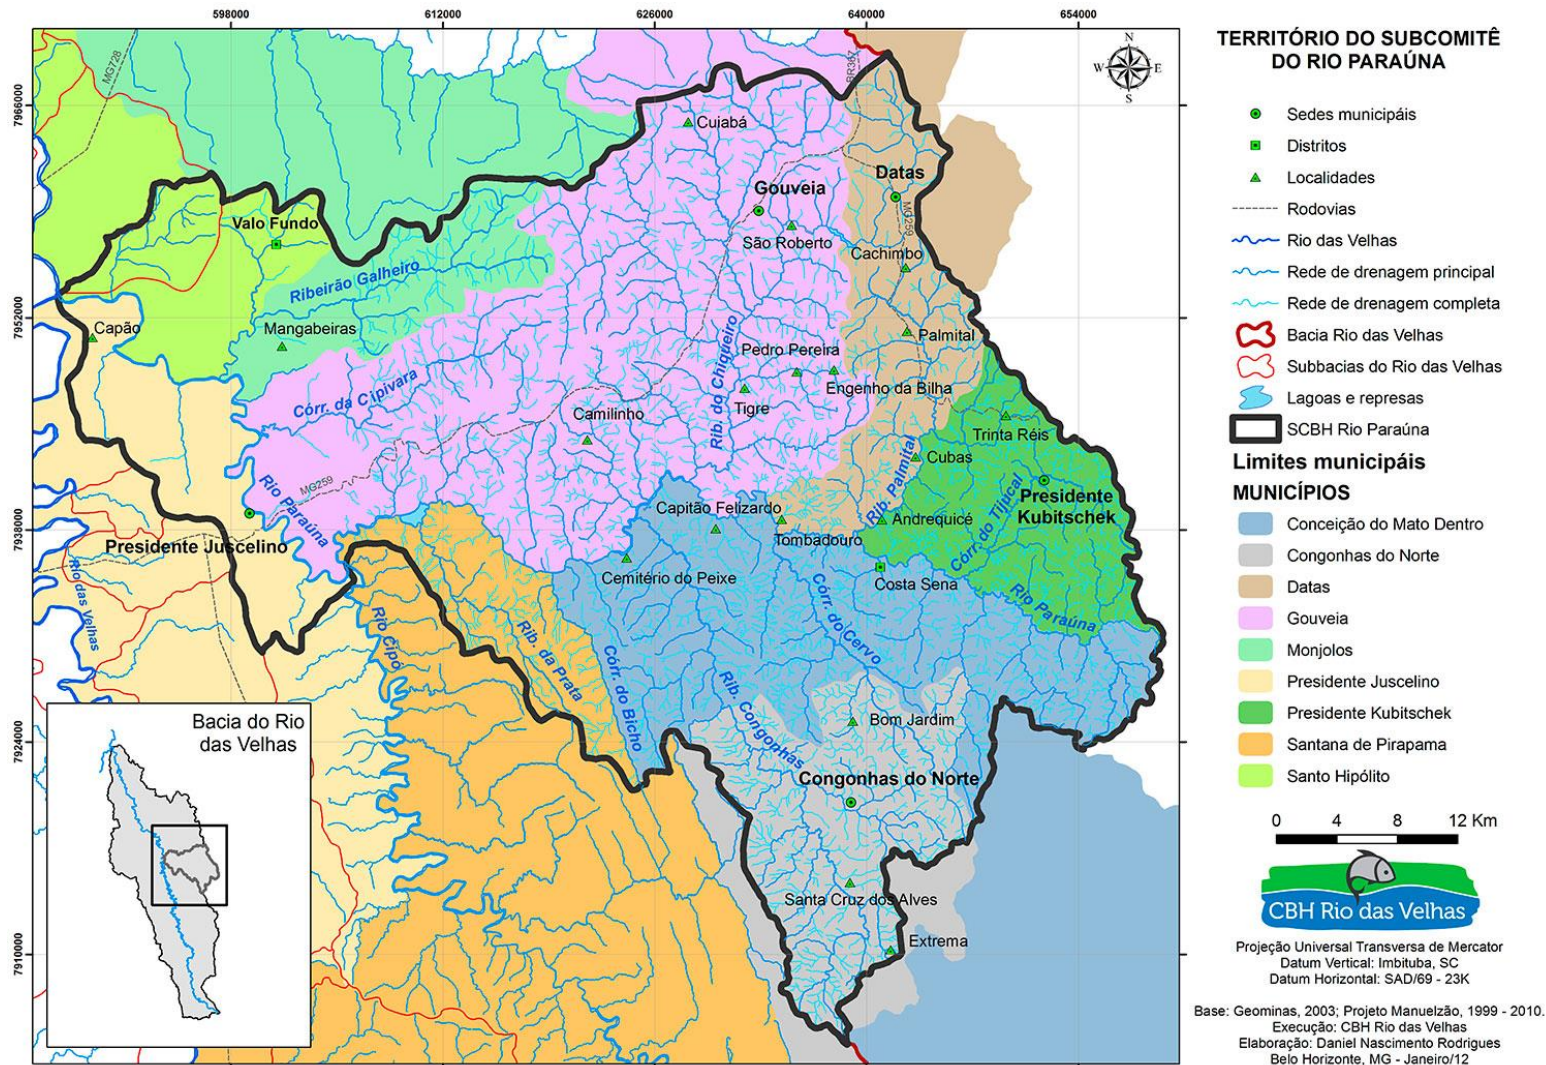 598000
612000
626000
640000
654000
7966000
7952000
7938000
7924000
7910000
MG728
BR367
N
W
E
S
Cuiabá
Gouveia
Datas
MG259
São Roberto
Cachimbo
Valo Fundo
Ribeirão Galheiro
Capão
Mangabeiras
Palmital
Pedro Pereira
Engenho da Bilha
Rib. do Chiqueiro
Tigre
Córr. da Cipivara
Camilinho
Trinta Réis
Cubas
Rib. Palmital
Presidente
Kubitschek
Córr. do Tijucal
MG259
Rio Paraúna
Capitão Felizardo
Andrequicé
Tombadouro
Presidente Juscelino
Cemitério do Peixe
Costa Sena
Rio Paraúna
Rio das Velhas
Rio Cipó
Rib. da Prata
Córr. do Bicho
Córr. do Cervo
Rib. Congonhas
Bom Jardim
Congonhas do Norte
Santa Cruz dos Alves
Extrema
Bacia do Rio
das Velhas
TERRITÓRIO DO SUBCOMITÊ
DO RIO PARAÚNA
Sedes municipáis
Distritos
Localidades
Rodovias
Rio das Velhas
Rede de drenagem principal
Rede de drenagem completa
Bacia Rio das Velhas
Subbacias do Rio das Velhas
Lagoas e represas
SCBH Rio Paraúna
Limites municipáis
MUNICÍPIOS
Conceição do Mato Dentro
Congonhas do Norte
Datas
Gouveia
Monjolos
Presidente Juscelino
Presidente Kubitschek
Santana de Pirapama
Santo Hipólito
0 4 8 12 Km
CBH Rio das Velhas
Projeção Universal Transversa de Mercator
Datum Vertical: Imbituba, SC
Datum Horizontal: SAD/69 - 23K
Base: Geominas, 2003; Projeto Manuelzão, 1999 - 2010.
Execução: CBH Rio das Velhas
Elaboração: Daniel Nascimento Rodrigues
Belo Horizonte, MG - Janeiro/12